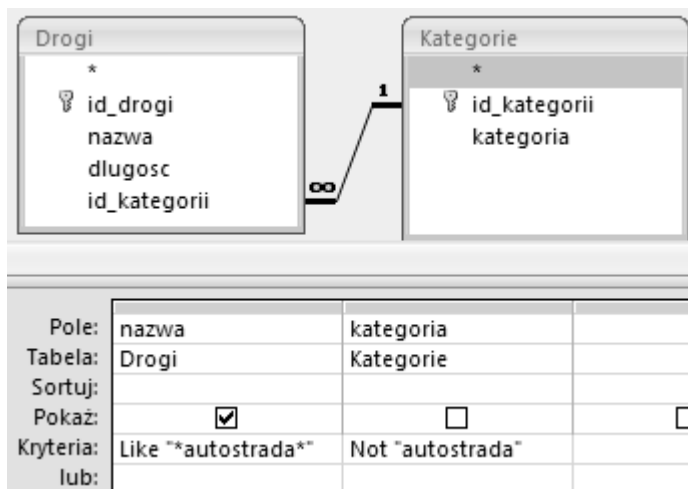 Drogi
*
id_drogi
nazwa
dlugosc
id_kategorii
∞
1
Kategorie
*
id_kategorii
kategoria
Pole: nazwa kategoria
Tabela: Drogi Kategorie
Sortuj:
Pokaż:
Kryteria: Like "*autostrada*" Not "autostrada"
lub: